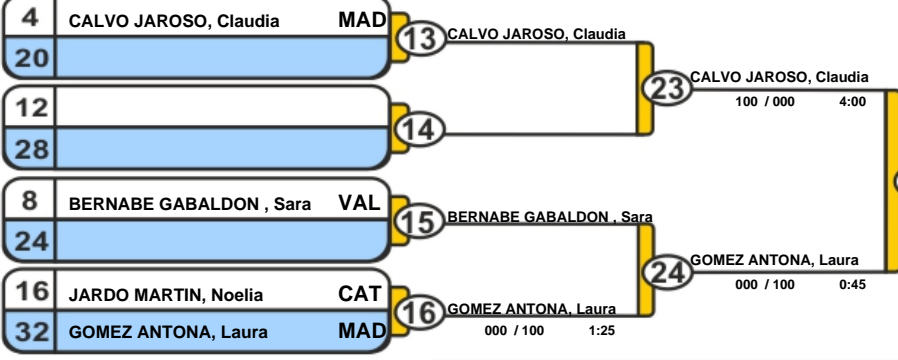 4 CALVO JAROSO, Claudia MAD
20
13 CALVO JAROSO, Claudia
12
28
14
23 CALVO JAROSO, Claudia
100 / 000 4:00
8 BERNABE GABALDON , Sara VAL
24
15 BERNABE GABALDON , Sara
16 JARDO MARTIN, Noelia CAT
32 GOMEZ ANTONA, Laura MAD
16 GOMEZ ANTONA, Laura
000 / 100 1:25
24 GOMEZ ANTONA, Laura
000 / 100 0:45